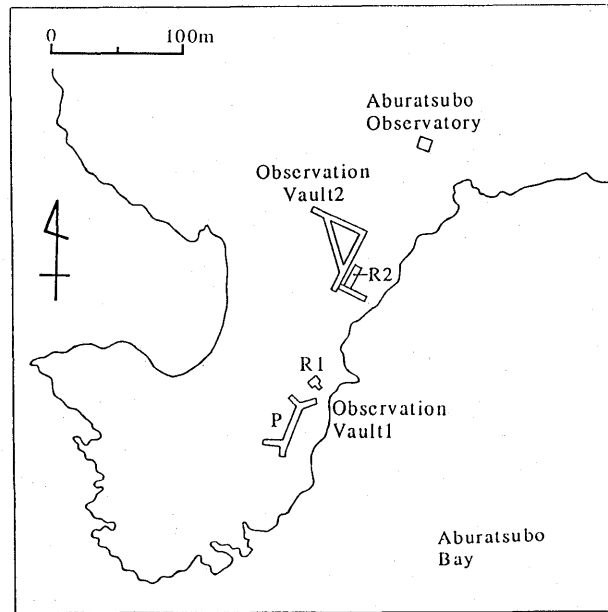 0 100m
Aburatsubo
Observatory
Observation
Vault2
R2
R1
P
Observation
Vault1
Aburatsubo
Bay